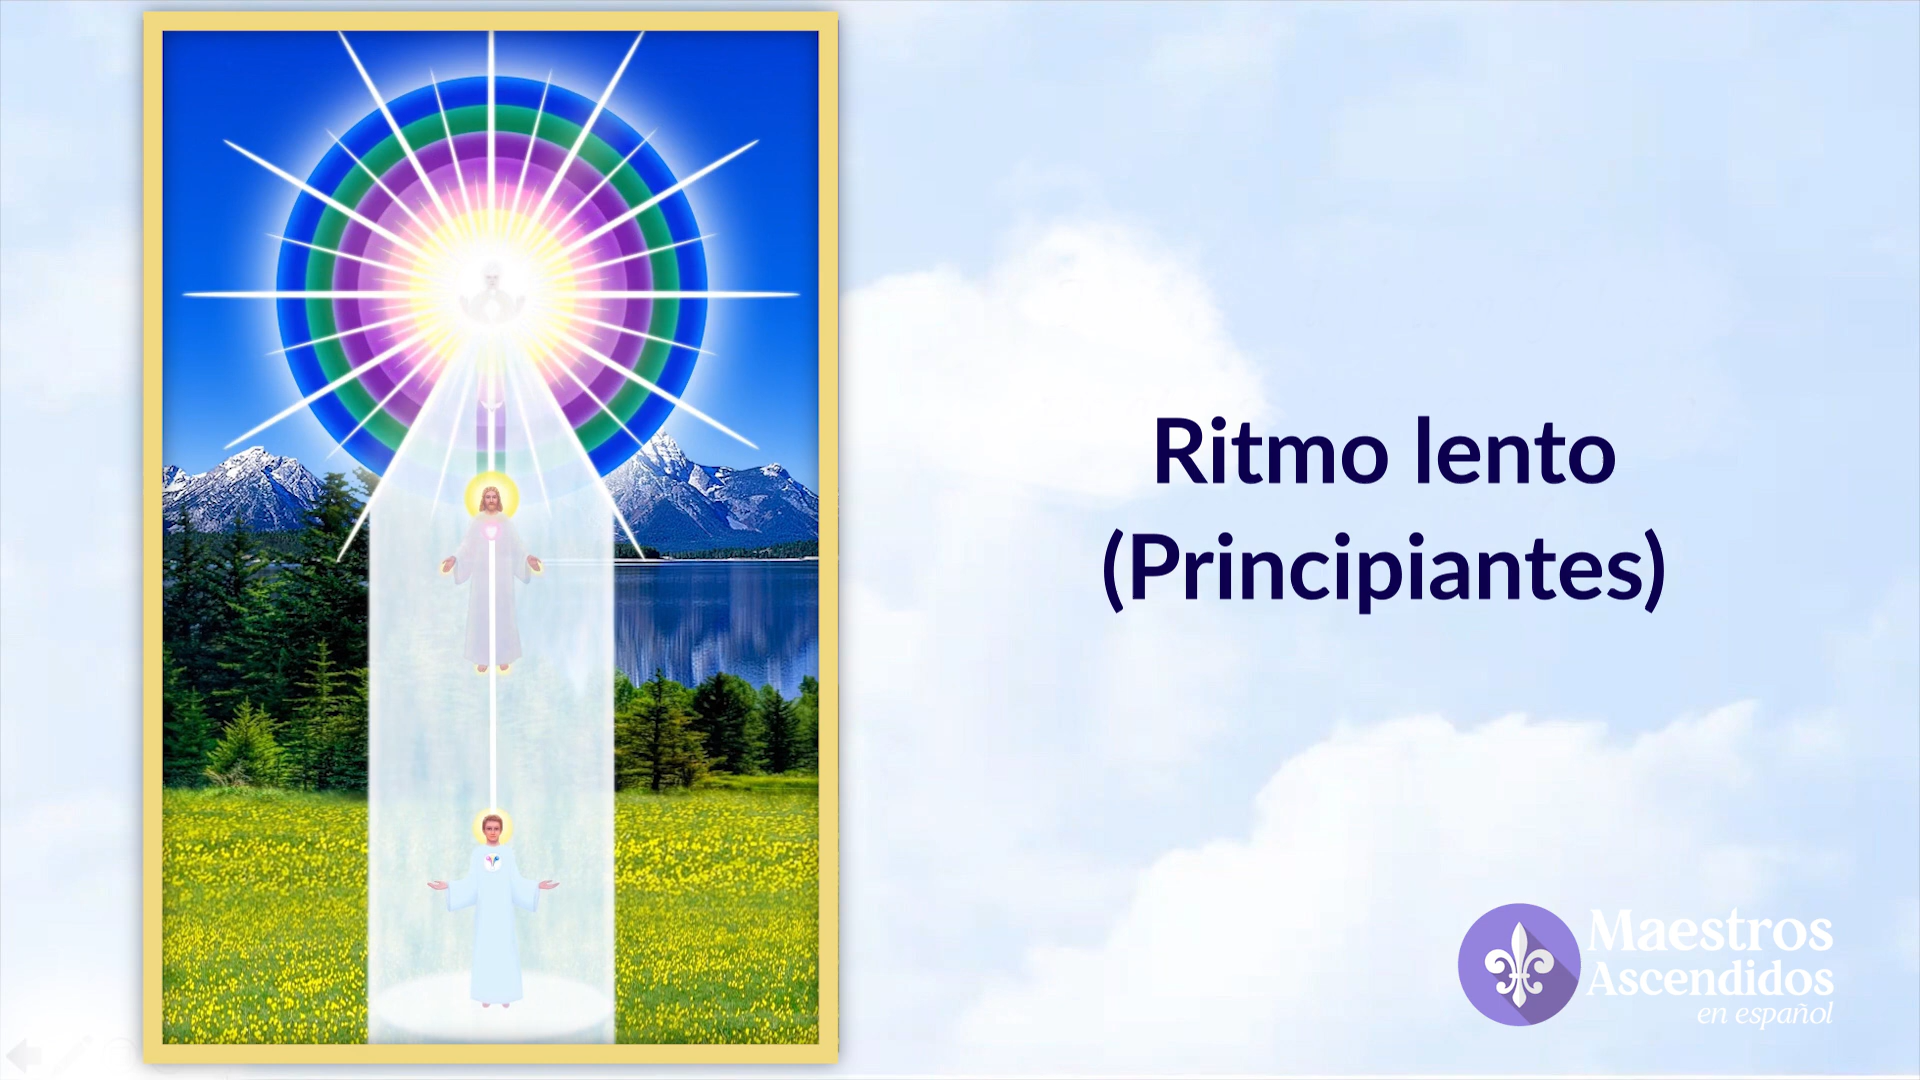 Ritmo lento
(Principiantes)
Maestros
Ascendidos
en español